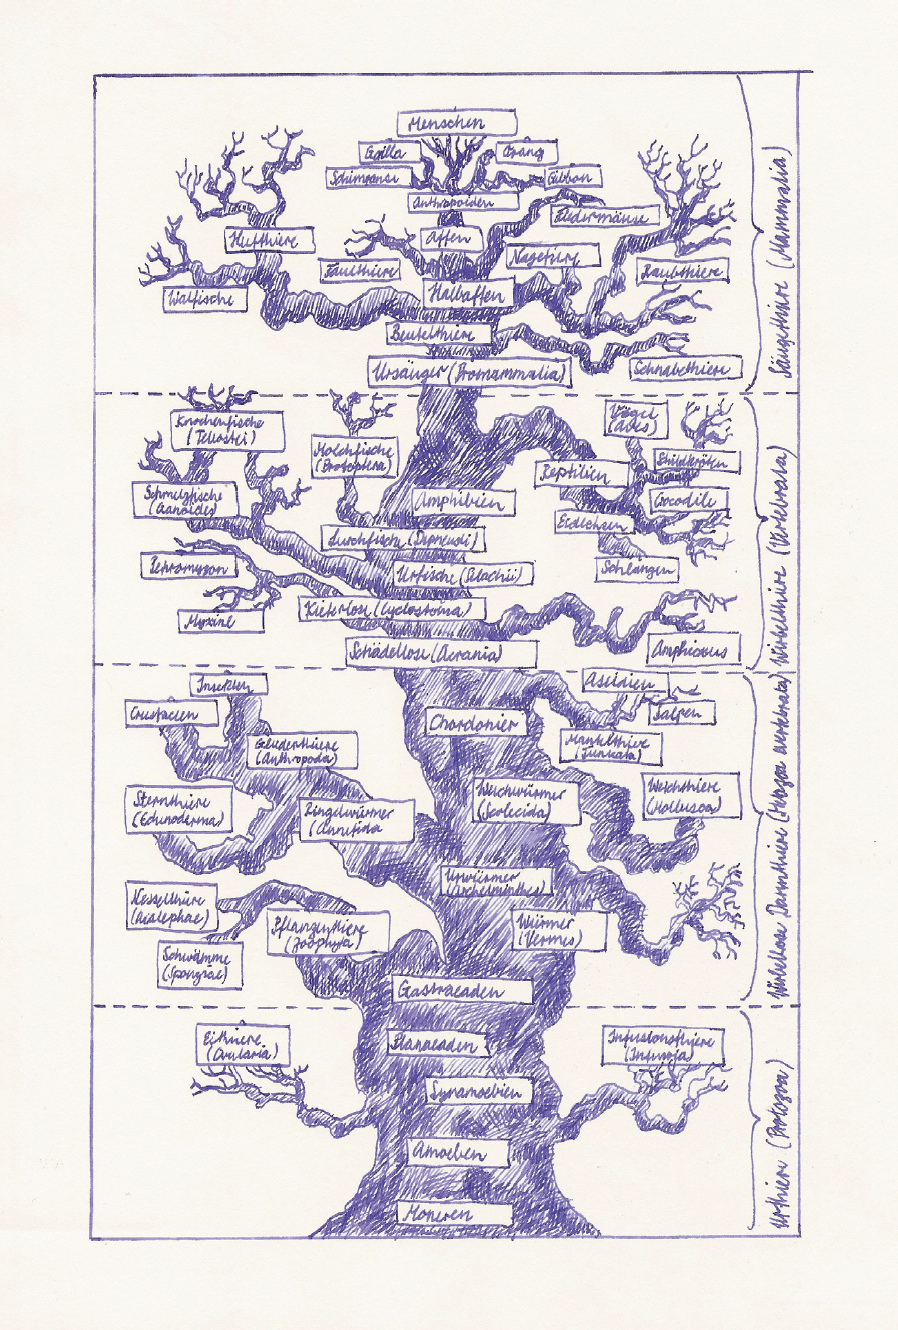 Menschen
Gorilla
Orang
Schimpanse
Gibbon
Anthropoiden
Fledermäuse
Hufthiere
Affen
Nagetiere
Faulthiere
Raubthiere
Walfische
Halbaffen
Beutelthiere
Ursäuger (Promammalia)
Schnabelthiere
Säugethiere (Mammalia)
Knochenfische
(Teleostei)
Vögel
(Aves)
Molchfische
(Protoptera)
Schildkröten
Reptilien
Schmelzfische
(Ganoides)
Amphibien
Crocodile
Eidechsen
Lurchfische (Dipneusti)
Petromyzon
Urfische (Selachii)
Schlangen
Kieferlose (Cyclostoma)
Myxine
Schädellose (Acrania)
Amphioxus
Wirbelthiere (Vertebrata)
Insekten
Ascidien
Crustacien
Salpen
Chordonier
Gliederthiere
(Anthropoda)
Mantelthiere
(Tunicata)
Sternthiere
(Echinoderma)
Weichwürmer
(Scolecida)
Weichthiere
(Mollusca)
Ringelwürmer
(Annelida
Urwürmer
(Archelminthes)
Nesselthiere
(Acalephae)
Pflanzenthiere
(Zoophyta)
Würmer
(Vermes)
Schwämme
(Spongiae)
Gastraeaden
Wirbellose Darmthiere (Metazoa evertebrata)
Eithiere
(Ovularia)
Planaeaden
Infusionsthiere
(Infusoria)
Synamoebien
Amoeben
Moneren
Urthiere (Protozoa)